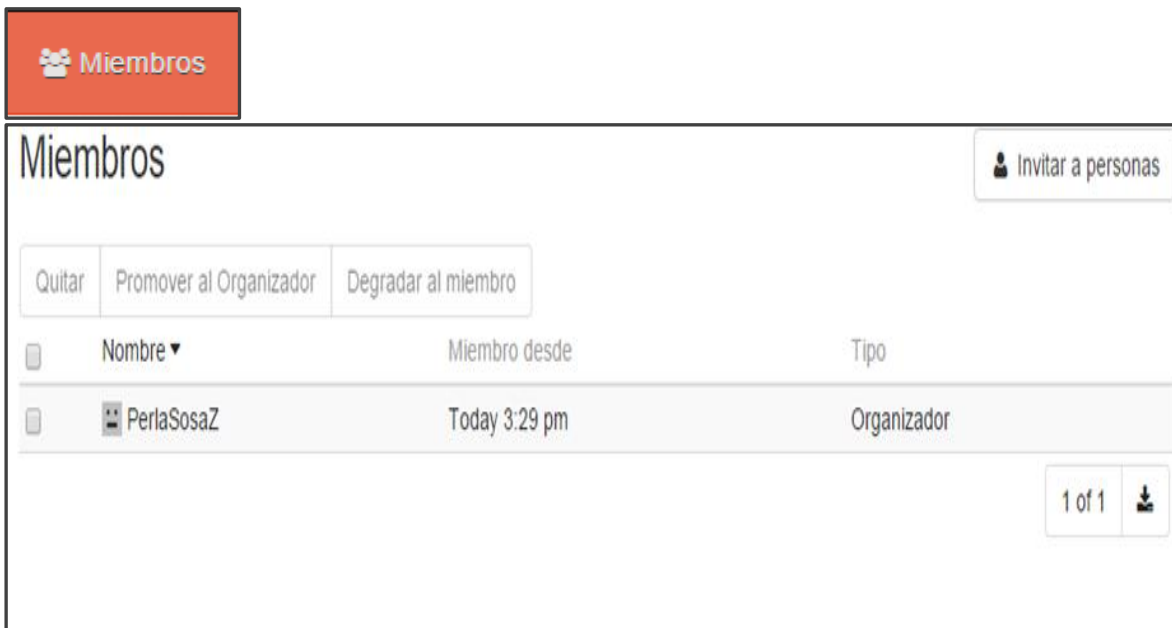 Miembros
Miembros
Invitar a personas
Quitar Promover al Organizador Degradar al miembro
Nombre Miembro desde Tipo
PerlaSosaZ Today 3:29 pm Organizador
1 of 1